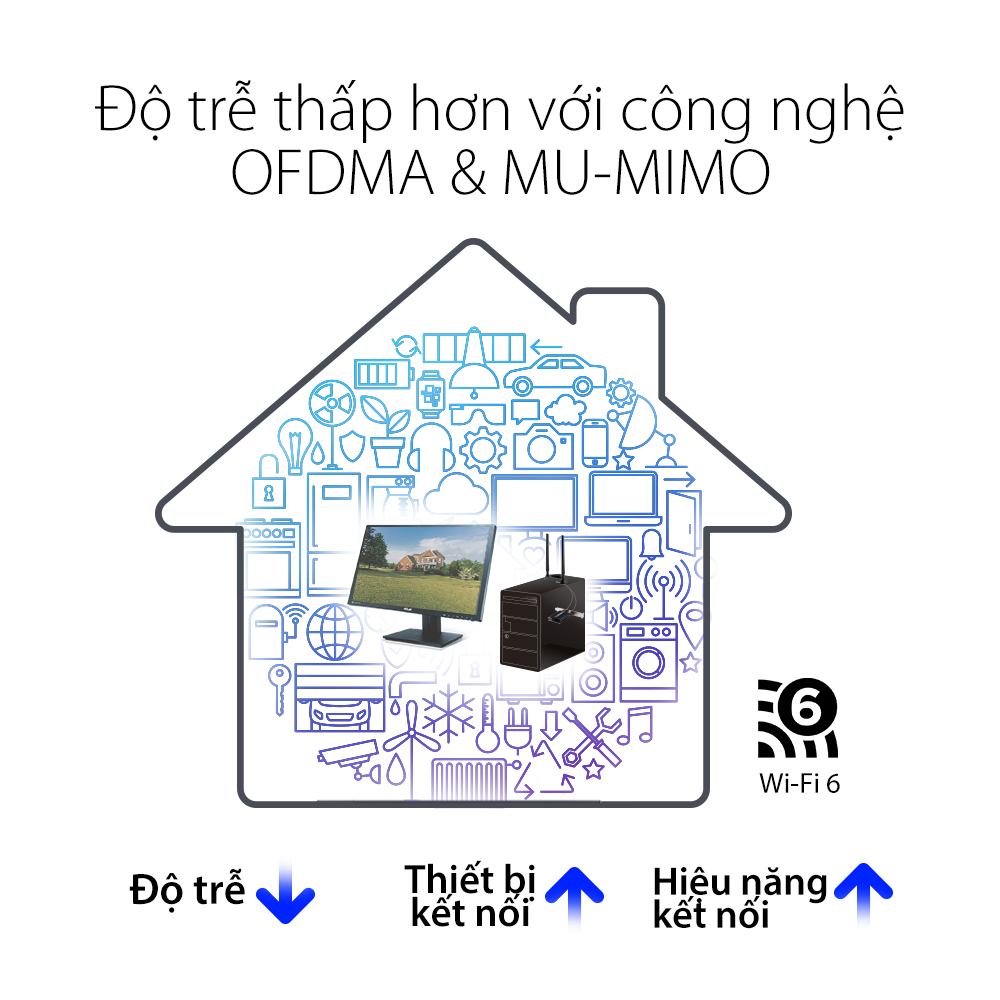 Độ trễ thấp hơn với công nghệ
OFDMA & MU-MIMO
6
Wi-Fi 6
Độ trễ
Thiết bị
kết nối
Hiệu năng
kết nối